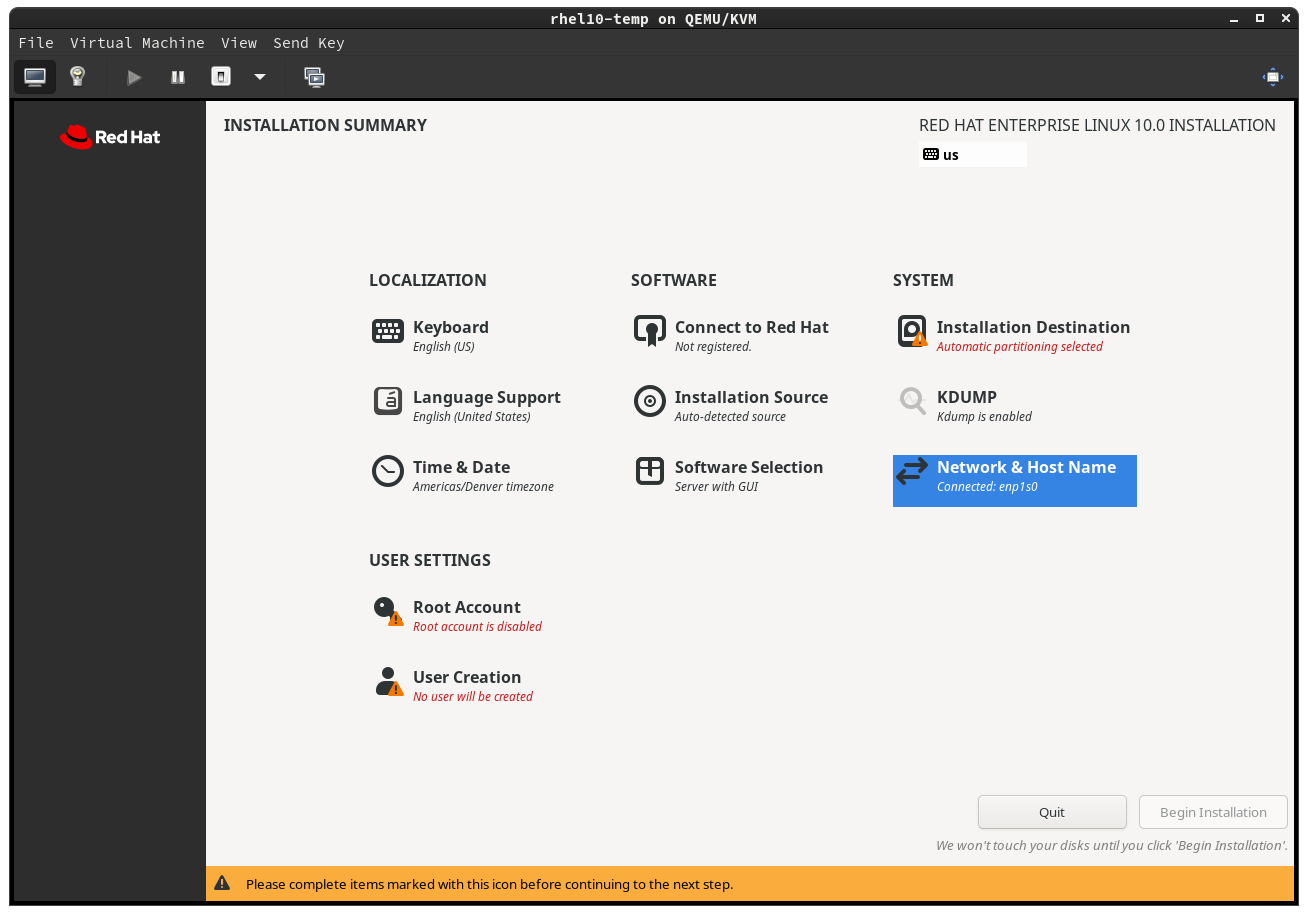 rhel10-temp on QEMU/KVM
File Virtual Machine View Send Key
Red Hat
INSTALLATION SUMMARY
RED HAT ENTERPRISE LINUX 10.0 INSTALLATION
us
LOCALIZATION
Keyboard
English (US)
Language Support
English (United States)
Time & Date
Americas/Denver timezone
SOFTWARE
Connect to Red Hat
Not registered.
Installation Source
Auto-detected source
Software Selection
Server with GUI
SYSTEM
Installation Destination
Automatic partitioning selected
KDUMP
Kdump is enabled
Network & Host Name
Connected: enp1s0
USER SETTINGS
Root Account
Root account is disabled
User Creation
No user will be created
Quit
Begin Installation
We won't touch your disks until you click 'Begin Installation'.
Please complete items marked with this icon before continuing to the next step.